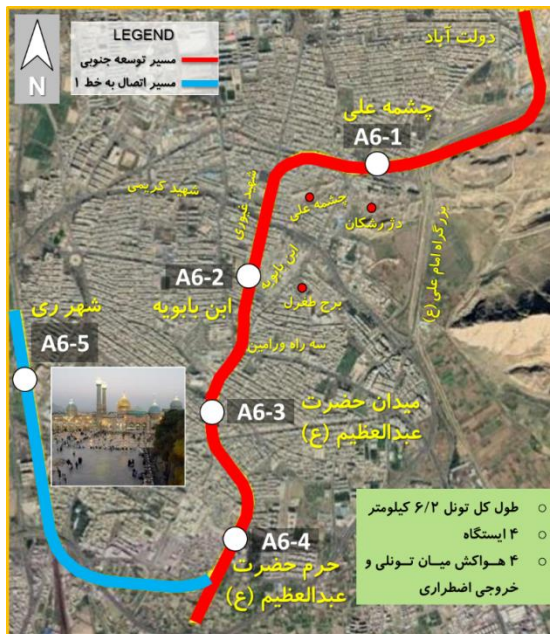 LEGEND
مسیر توسعه جنوبی
مسیر اتصال به خط ۱
N
دولت آباد
چشمه علی
A6-1
شهید کریمی
شهید غیوری
چشمه علی
دژ رشکان
بزرگراه امام علی (ع)
A6-2
ابن بابویه
ابن بابویه
برج طغرل
شهر ری
A6-5
سه راه ورامین
A6-3
میدان حضرت
عبدالعظیم (ع)
A6-4
حرم حضرت
عبدالعظیم (ع)
طول کل تونل ۶/۲ کیلومتر
۴ ایستگاه
۴ هواکش میان تونلی و
خروجی اضطراری